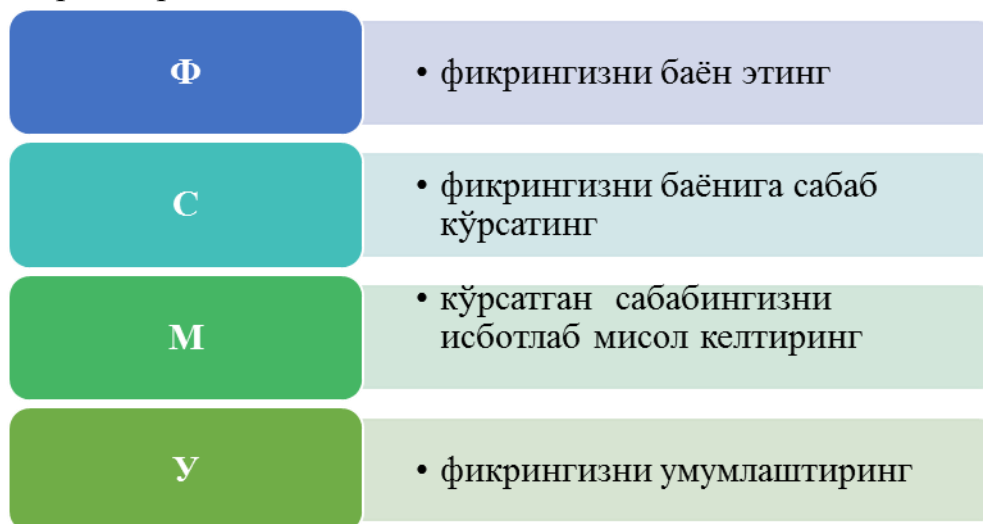 Ф
• фикрингизни баён этинг
С
• фикрингизни баёнига сабаб
кўрсатинг
М
• кўрсатган сабабингизни
исботлаб мисол келтиринг
У
• фикрингизни умумлаштиринг